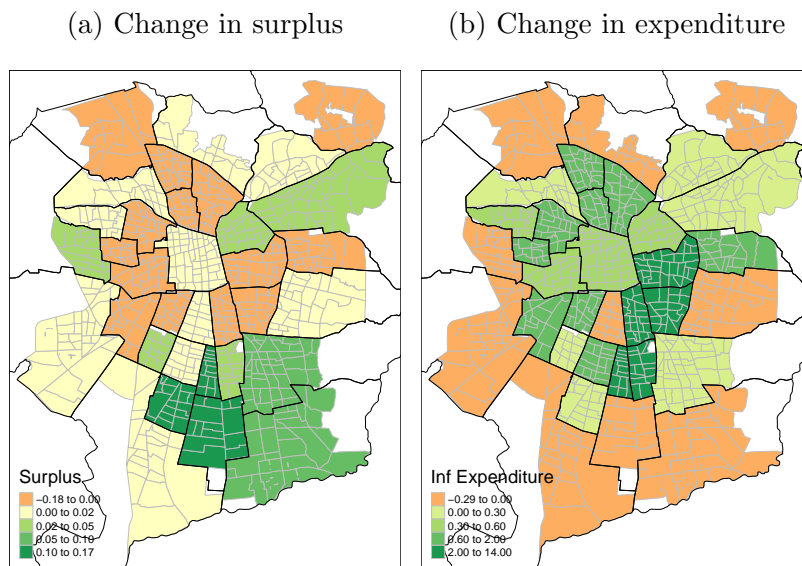 (a) Change in surplus
(b) Change in expenditure
Surplus
−0.18 to 0.00
0.00 to 0.02
0.02 to 0.05
0.05 to 0.10
0.10 to 0.17
Inf Expenditure
−0.29 to 0.00
0.00 to 0.30
0.30 to 0.60
0.60 to 2.00
2.00 to 14.00